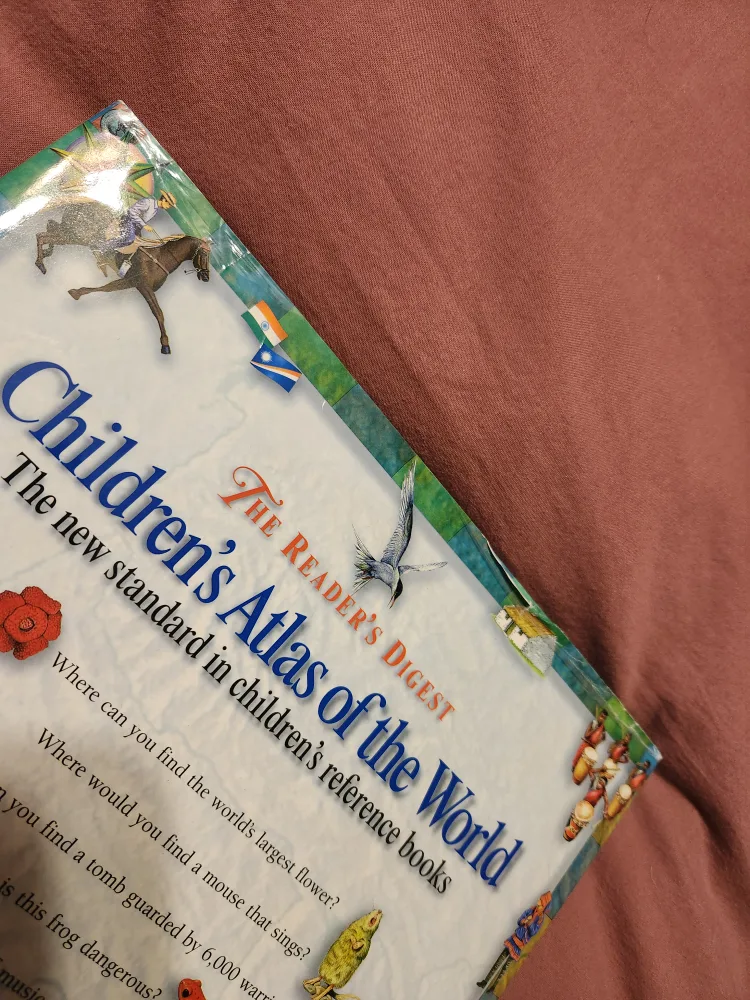 THE READER'S DIGEST
Children's Atlas of the World
The new standard in children's reference books
Where can you find the world's largest flower?
Where would you find a mouse that sings?
you find a tomb guarded by 6,000
is this frog dangerous?